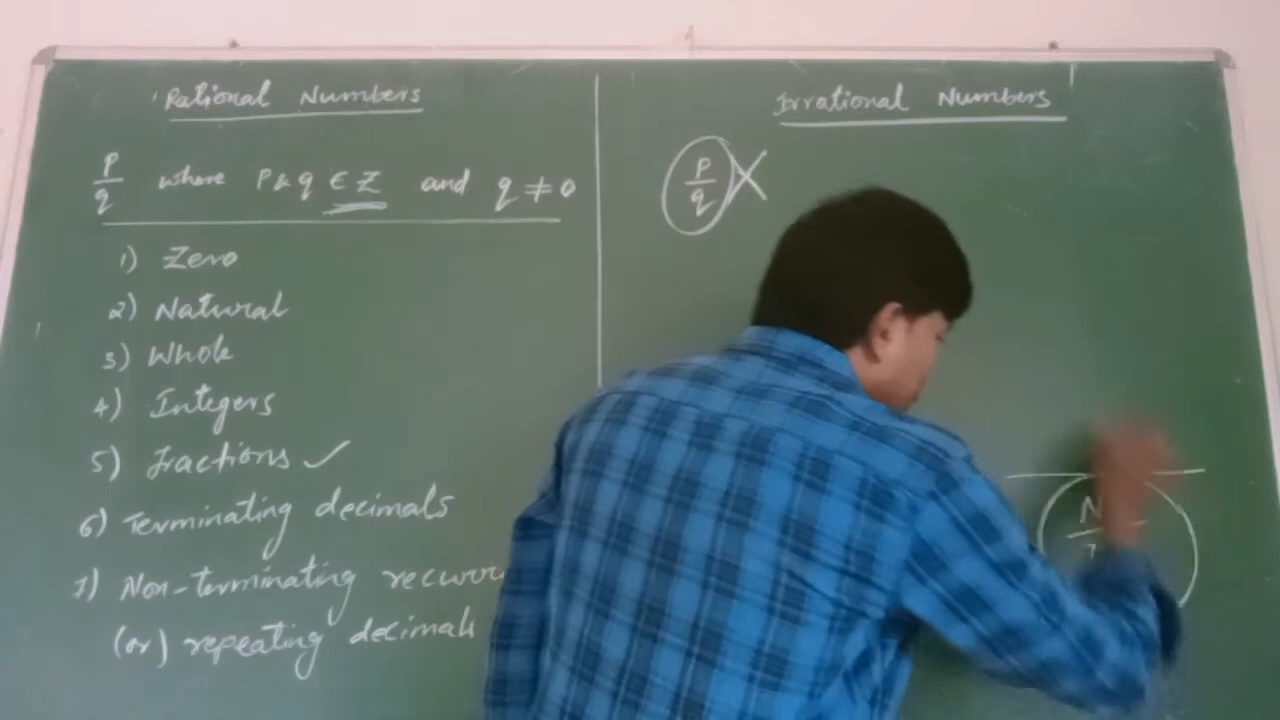 Rational Numbers
p/q where p & q ∈ Z and q ≠ 0
1) Zero
2) Natural
3) Whole
4) Integers
5) Fractions ✓
6) Terminating decimals
7) Non-terminating
(or) repeating decimals
Irrational Numbers
p/q X
N